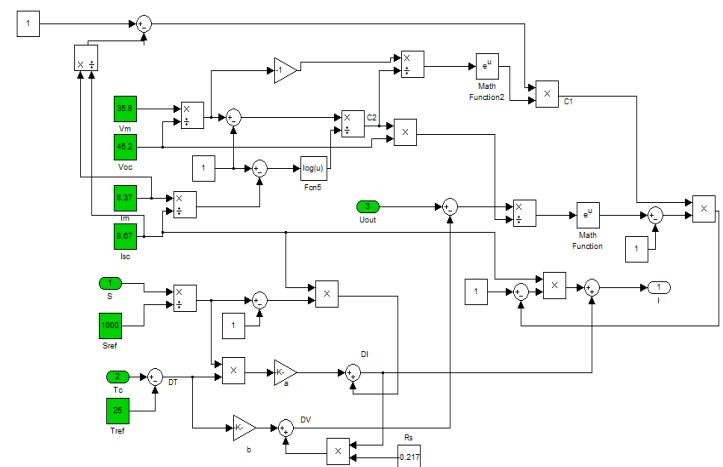 1
-1
e^u
Math
Function2
35.8
Vm
C2
C1
45.2
Voc
1
log(u)
Fcn5
8.37
Im
3
Uout
e^u
Math
Function
8.67
Isc
1
1
S
1
1
I
1000
Sref
1
DI
2
Tc
DT
K-
a
25
Tref
K-
b
DV
Rs
-0.217